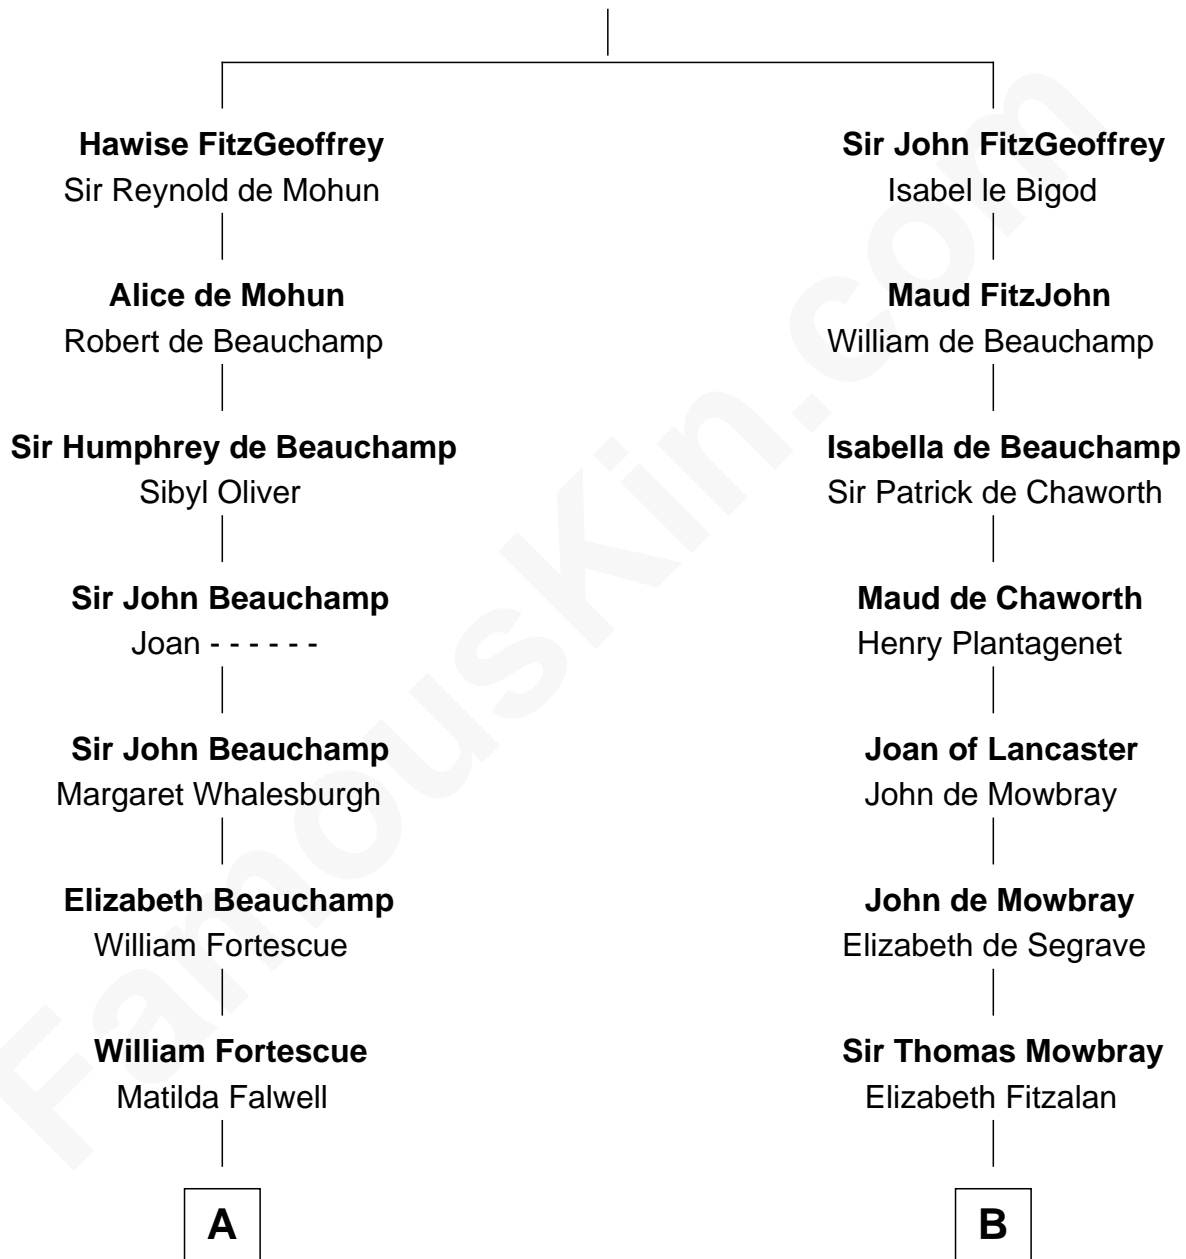 Hawise FitzGeoffrey
Sir Reynold de Mohun
Alice de Mohun
Robert de Beauchamp
Sir Humphrey de Beauchamp
Sibyl Oliver
Sir John Beauchamp
Joan - - - - - -
Sir John Beauchamp
Margaret Whalesburgh
Elizabeth Beauchamp
William Fortescue
William Fortescue
Matilda Falwell
A
Sir John FitzGeoffrey
Isabel le Bigod
Maud FitzJohn
William de Beauchamp
Isabella de Beauchamp
Sir Patrick de Chaworth
Maud de Chaworth
Henry Plantagenet
Joan of Lancaster
John de Mowbray
John de Mowbray
Elizabeth de Segrave
Sir Thomas Mowbray
Elizabeth Fitzalan
B
FamousKin.com